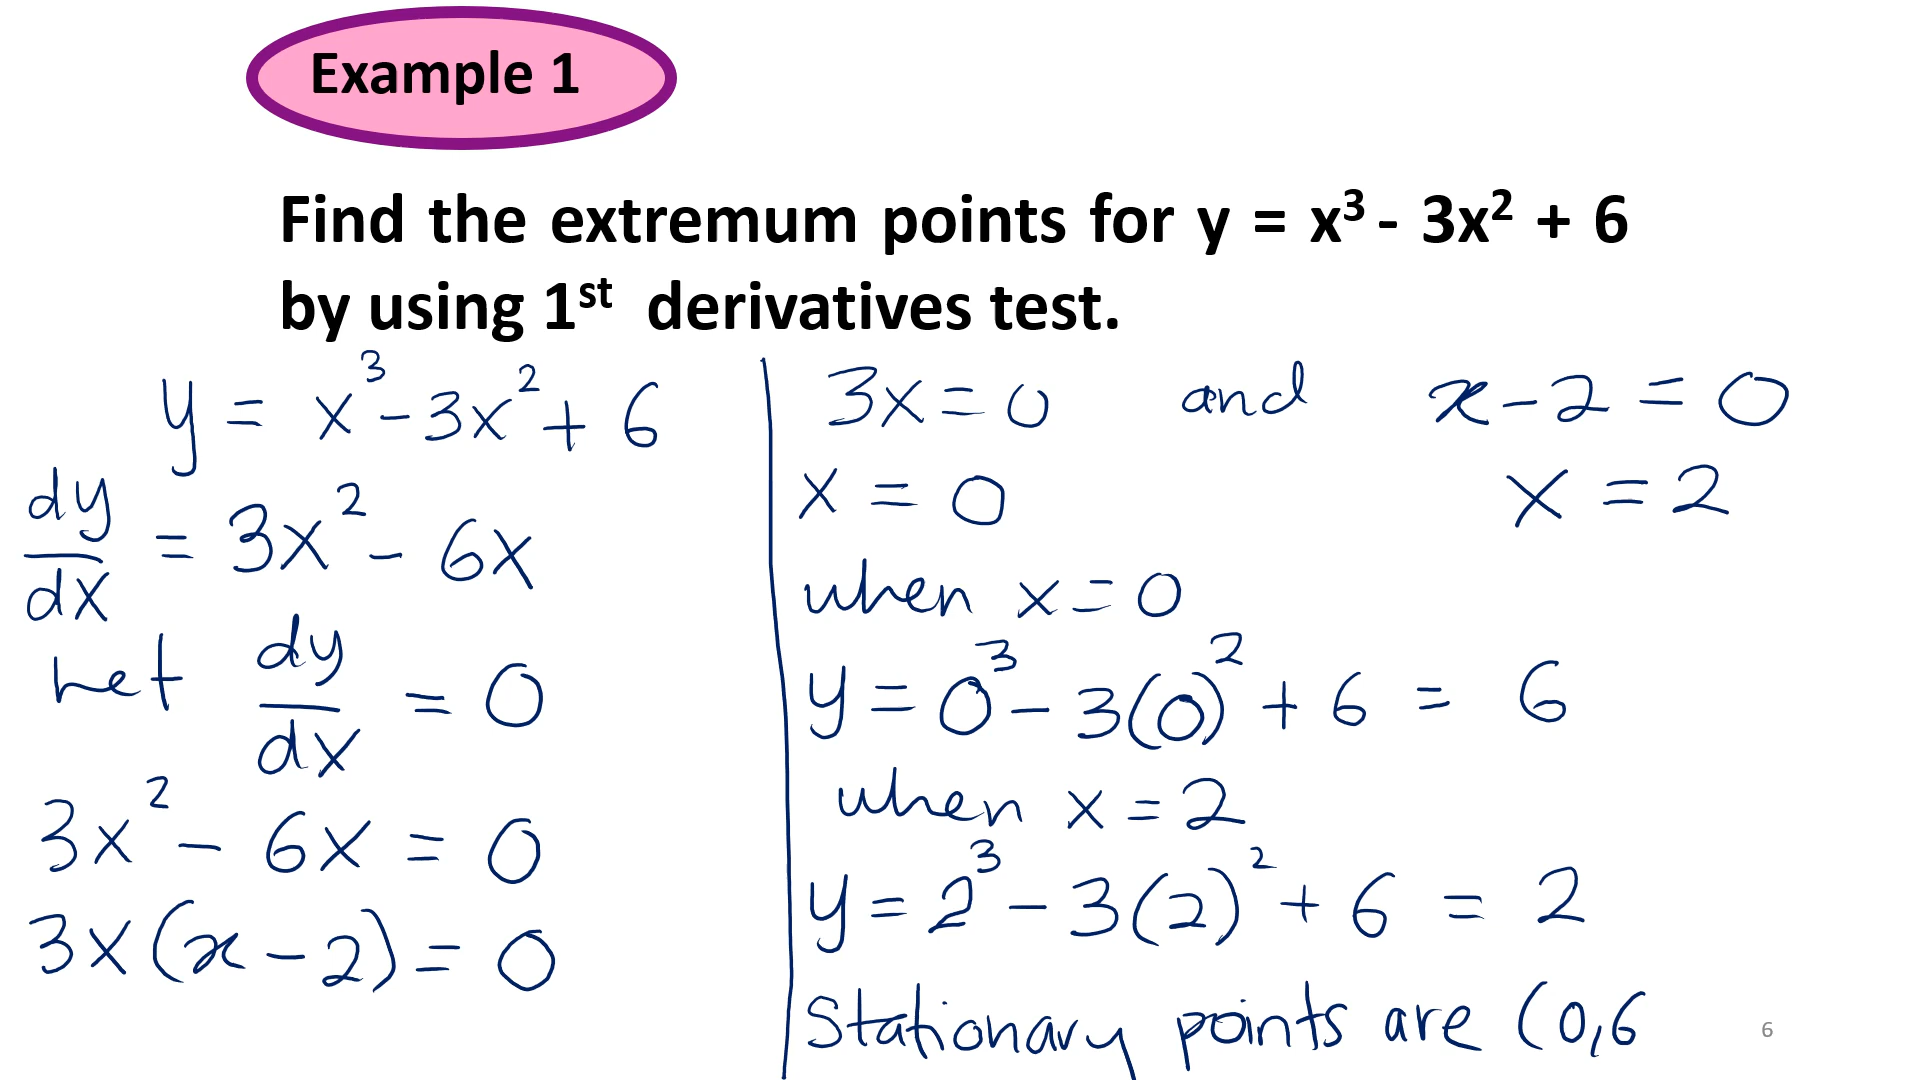 Example 1
Find the extremum points for y = x³ - 3x² + 6
by using 1st derivatives test.
y = x³ - 3x² + 6
dy/dx = 3x² - 6x
Let dy/dx = 0
3x² - 6x = 0
3x(x - 2) = 0
3x = 0 and x - 2 = 0
x = 0 x = 2
when x = 0
y = 0³ - 3(0)² + 6 = 6
when x = 2
y = 2³ - 3(2)² + 6 = 2
Stationary points are (0,6
6